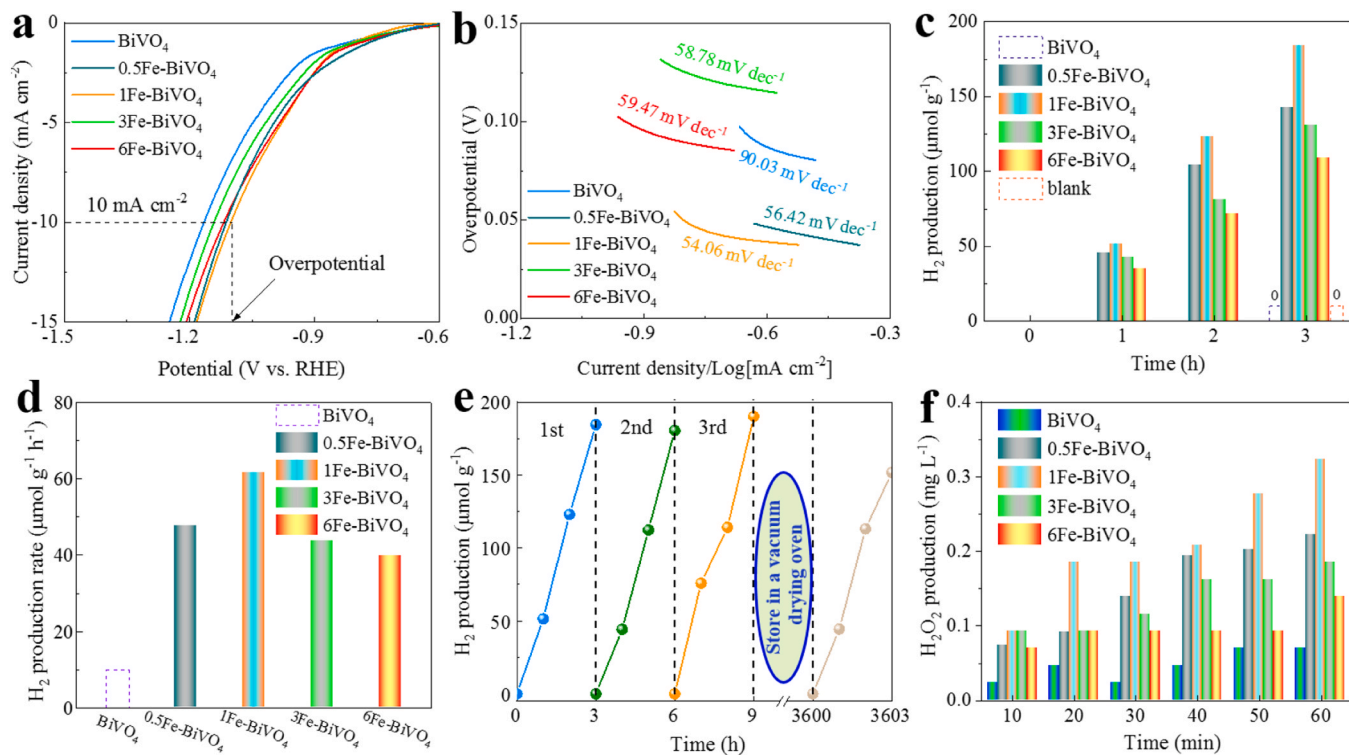 a
0
-5
-10
-15
-1.5
-1.2
-0.9
-0.6
Current density (mA cm⁻²)
Potential (V vs. RHE)
BiVO₄
0.5Fe-BiVO₄
1Fe-BiVO₄
3Fe-BiVO₄
6Fe-BiVO₄
10 mA cm⁻²
Overpotential
b
0.15
0.10
0.05
0.00
-1.2
-0.9
-0.6
-0.3
Overpotential (V)
Current density/Log[mA cm⁻²]
58.78 mV dec⁻¹
59.47 mV dec⁻¹
90.03 mV dec⁻¹
56.42 mV dec⁻¹
54.06 mV dec⁻¹
BiVO₄
0.5Fe-BiVO₄
1Fe-BiVO₄
3Fe-BiVO₄
6Fe-BiVO₄
c
200
150
100
50
0
0
1
2
3
H₂ production (μmol g⁻¹)
Time (h)
BiVO₄
0.5Fe-BiVO₄
1Fe-BiVO₄
3Fe-BiVO₄
6Fe-BiVO₄
blank
0
0
d
80
60
40
20
0
H₂ production rate (μmol g⁻¹ h⁻¹)
BiVO₄
0.5Fe-BiVO₄
1Fe-BiVO₄
3Fe-BiVO₄
6Fe-BiVO₄
BiVO₄
0.5Fe-BiVO₄
1Fe-BiVO₄
3Fe-BiVO₄
6Fe-BiVO₄
e
200
150
100
50
0
0
3
6
9
3600
3603
H₂ production (μmol g⁻¹)
Time (h)
1st
2nd
3rd
Store in a vacuum
drying oven
f
0.4
0.3
0.2
0.1
0.0
10
20
30
40
50
60
H₂O₂ production (mg L⁻¹)
Time (min)
BiVO₄
0.5Fe-BiVO₄
1Fe-BiVO₄
3Fe-BiVO₄
6Fe-BiVO₄